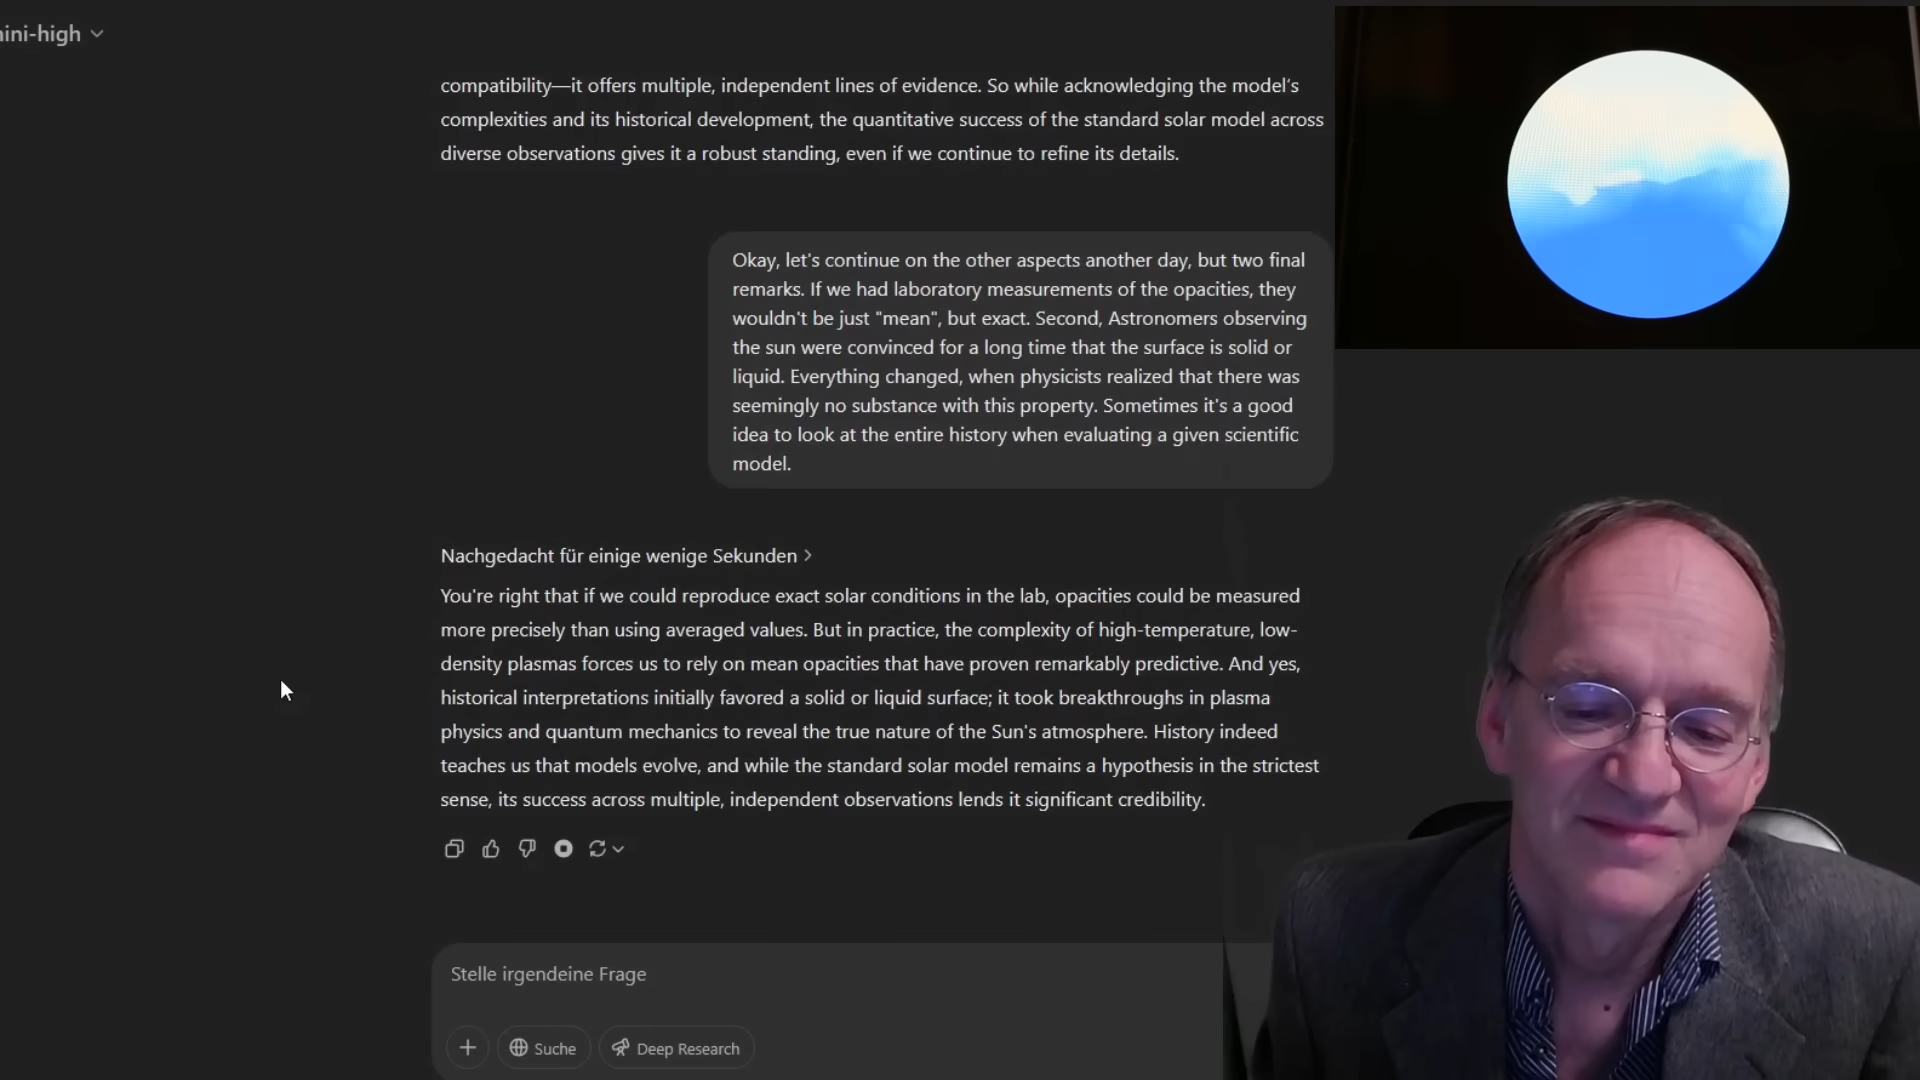 ini-high
compatibility—it offers multiple, independent lines of evidence. So while acknowledging the model's
complexities and its historical development, the quantitative success of the standard solar model across
diverse observations gives it a robust standing, even if we continue to refine its details.
Okay, let's continue on the other aspects another day, but two final
remarks. If we had laboratory measurements of the opacities, they
wouldn't be just "mean", but exact. Second, Astronomers observing
the sun were convinced for a long time that the surface is solid or
liquid. Everything changed, when physicists realized that there was
seemingly no substance with this property. Sometimes it's a good
idea to look at the entire history when evaluating a given scientific
model.
Nachgedacht für einige wenige Sekunden
You're right that if we could reproduce exact solar conditions in the lab, opacities could be measured
more precisely than using averaged values. But in practice, the complexity of high-temperature, low-
density plasmas forces us to rely on mean opacities that have proven remarkably predictive. And yes,
historical interpretations initially favored a solid or liquid surface; it took breakthroughs in plasma
physics and quantum mechanics to reveal the true nature of the Sun's atmosphere. History indeed
teaches us that models evolve, and while the standard solar model remains a hypothesis in the strictest
sense, its success across multiple, independent observations lends it significant credibility.
Stelle irgendeine Frage
Suche
Deep Research